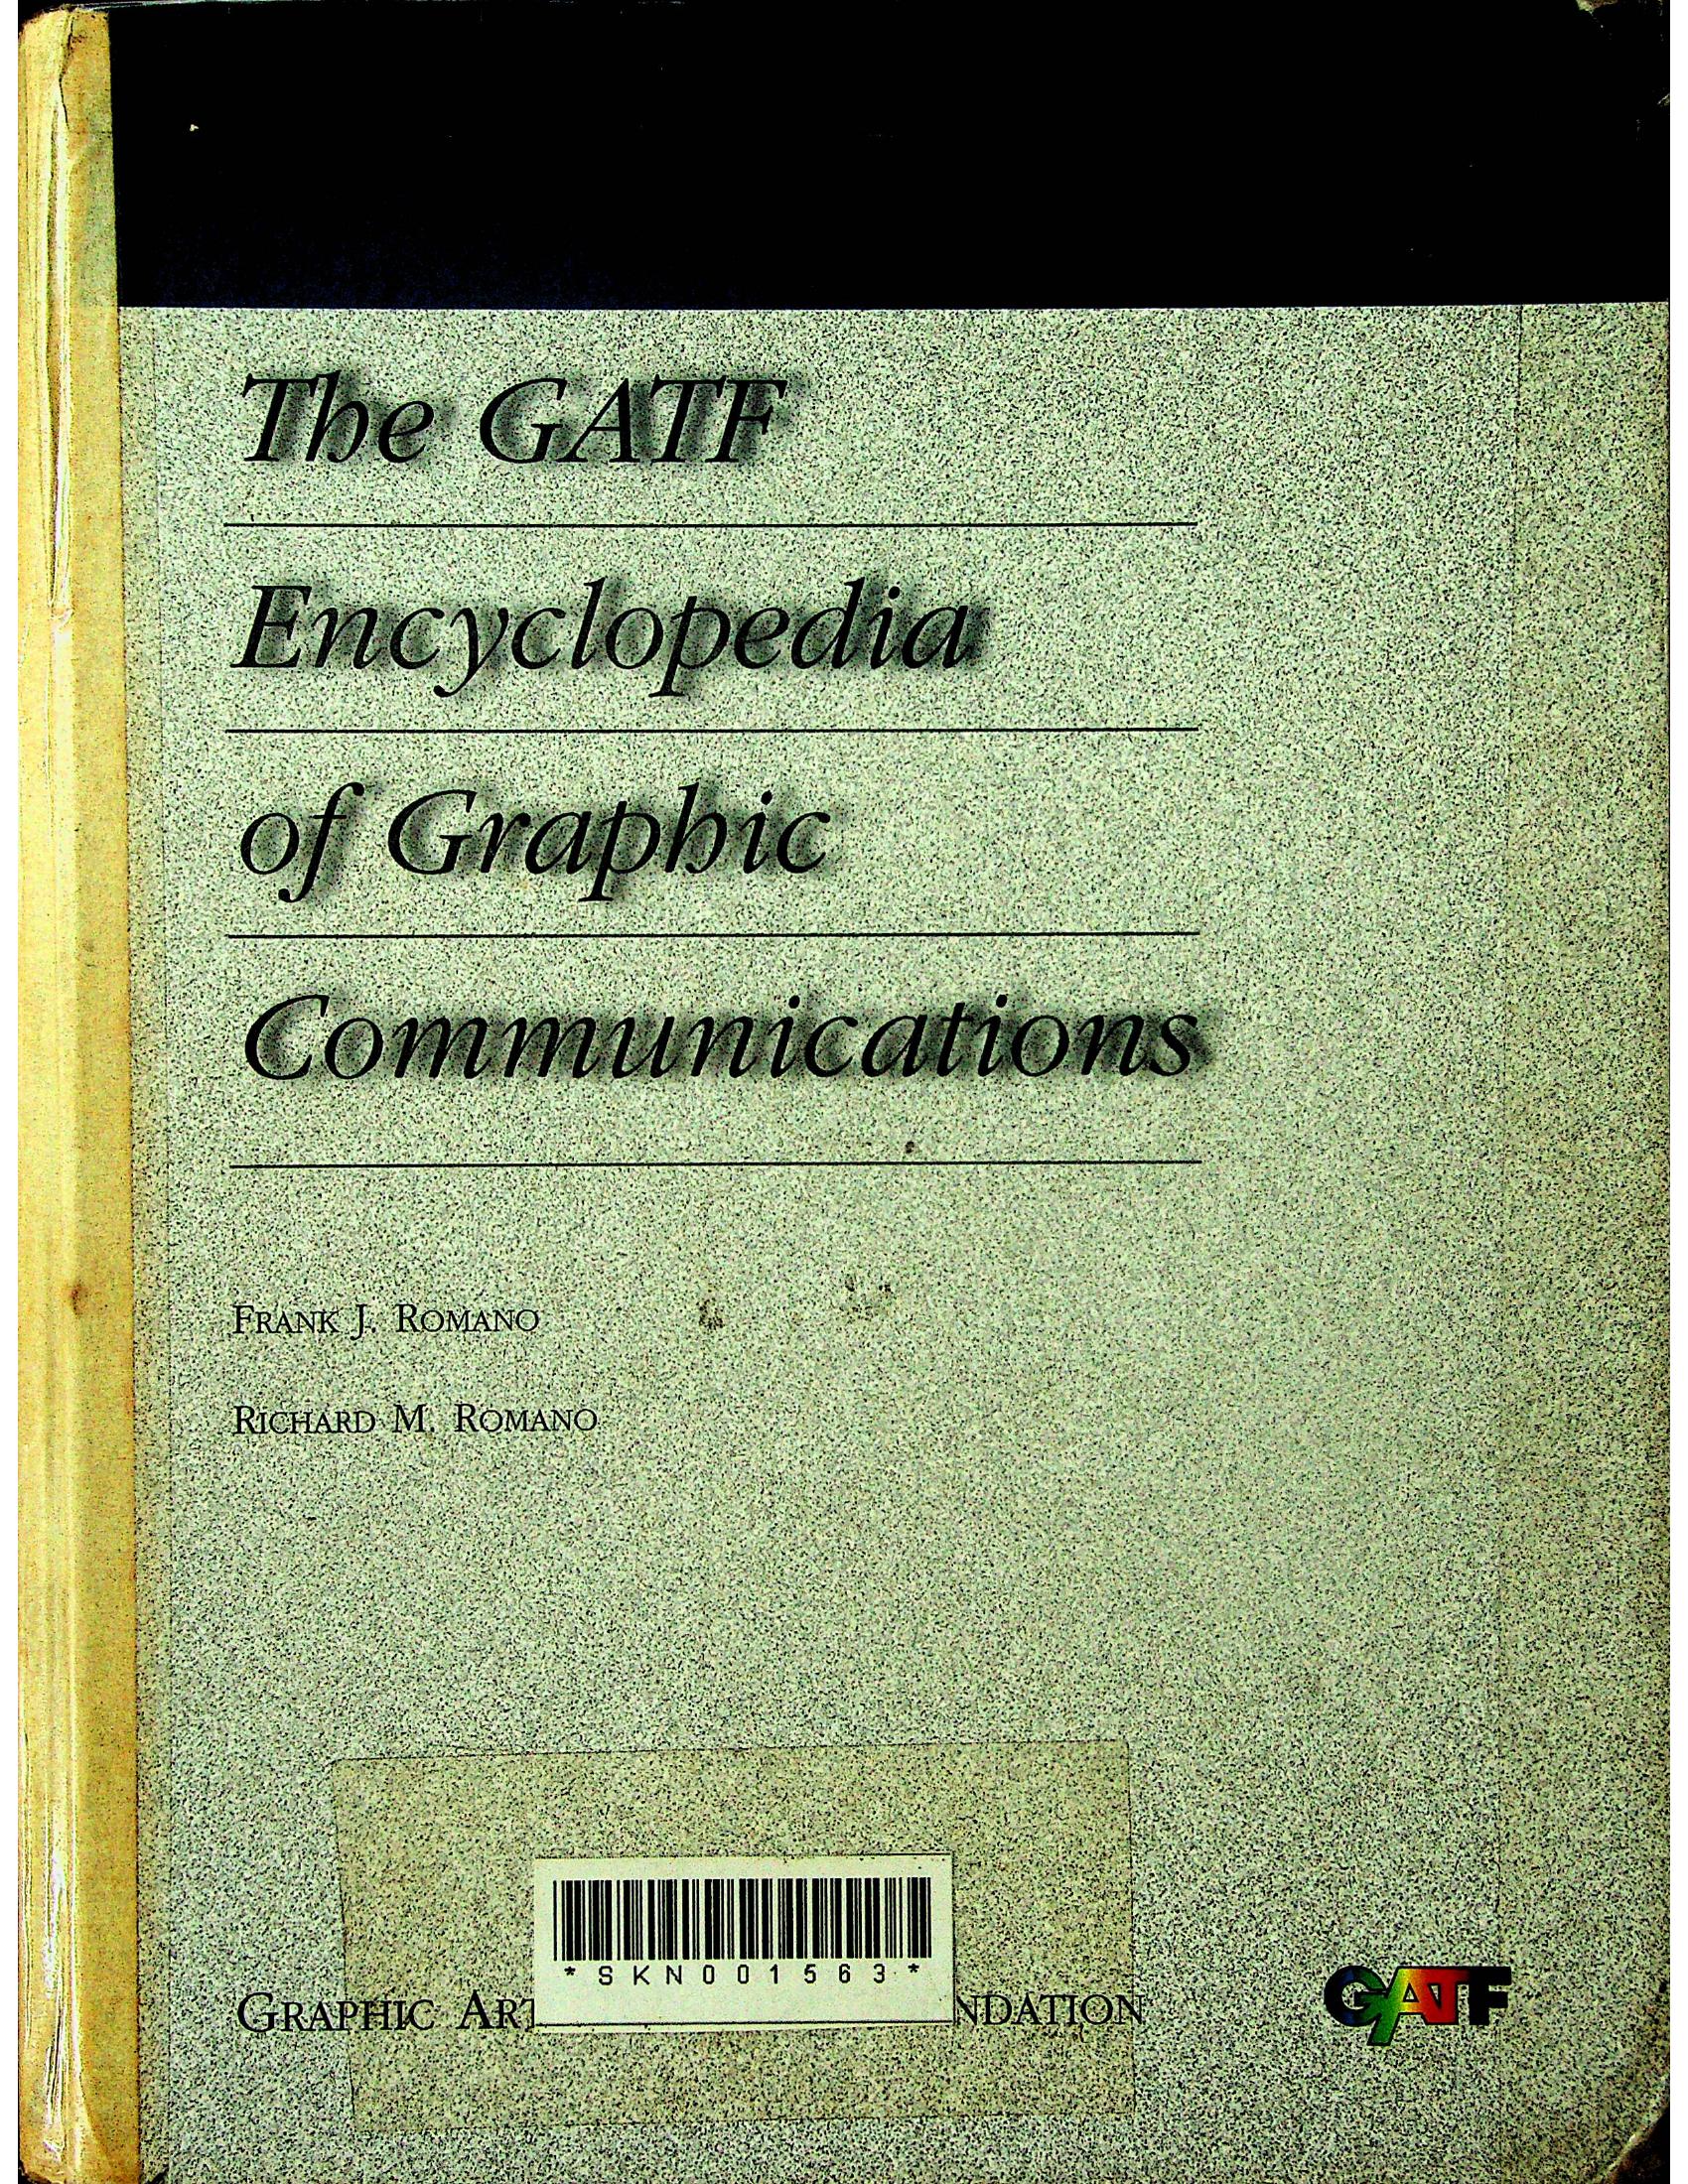 The GATF
Encyclopedia
of Graphic
Communications
FRANK J. ROMANO
RICHARD M. ROMANO
*SKN001563*
GRAPHIC ART NDATION
GATF